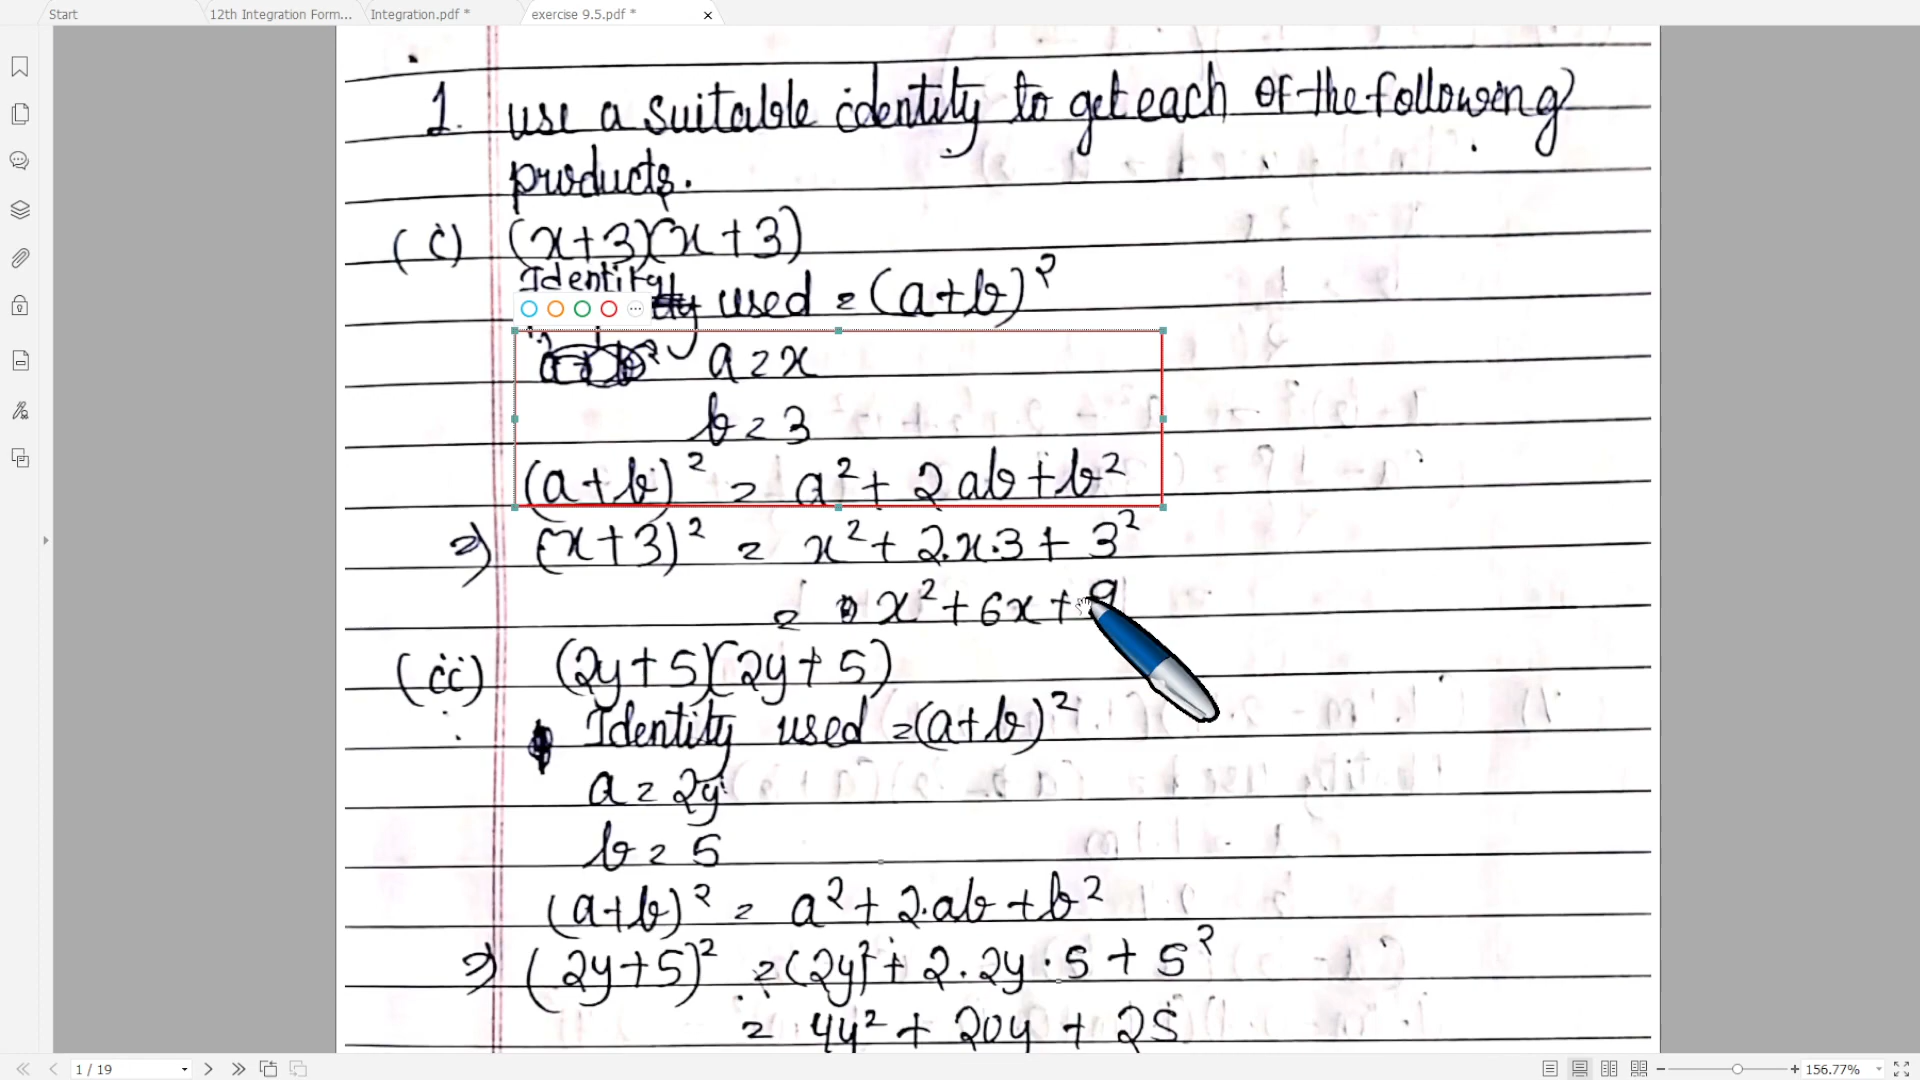 Start
12th Integration Form...
Integration.pdf *
exercise 9.5.pdf *
1. use a suitable identity to get each of the following
products.
(i) (x+3)(x+3)
Identity used = (a+b)²
a = x
b = 3
(a+b)² = a² + 2ab + b²
⇒) (x+3)² = x² + 2.x.3 + 3²
= x² + 6x + 9
(ii) (2y+5)(2y+5)
Identity used = (a+b)²
a = 2y
b = 5
(a+b)² = a² + 2.ab + b²
⇒) (2y+5)² = (2y)² + 2.2y.5 + 5²
= 4y² + 20y + 25
1 / 19
156.77%